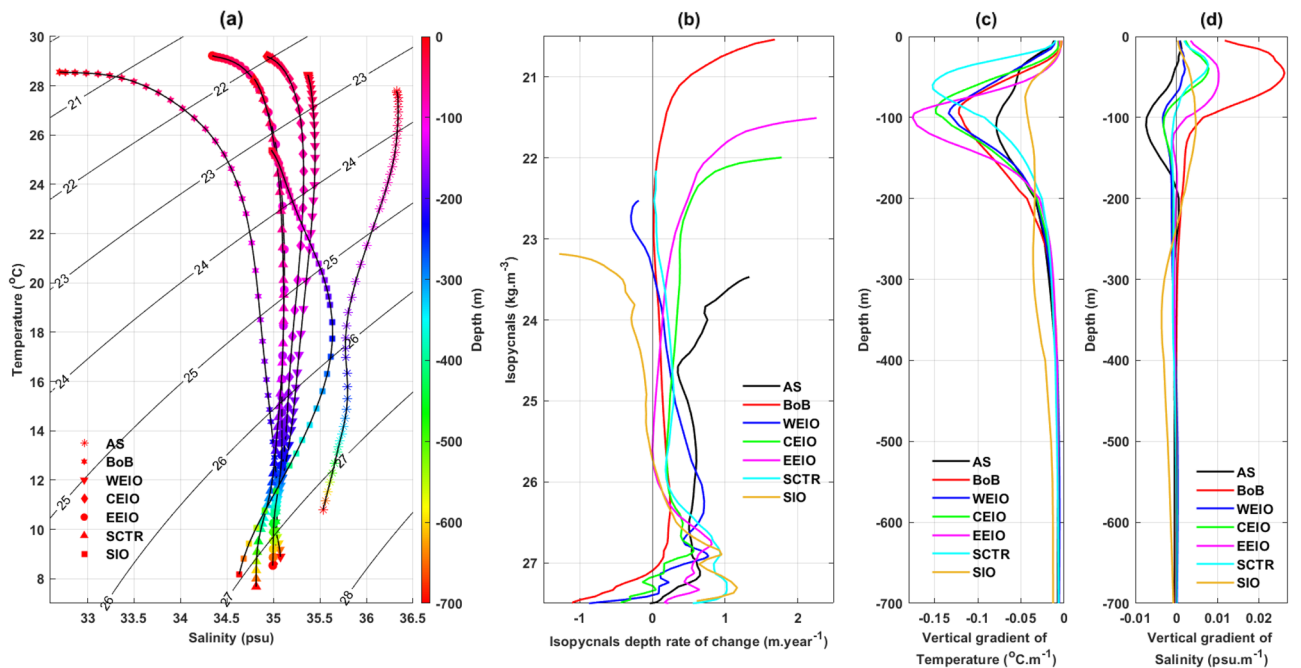 (a)
(b)
(c)
(d)
Temperature (°C)
30
28
26
24
22
20
18
16
14
12
10
8
33
33.5
34
34.5
35
35.5
36
36.5
Salinity (psu)
21
22
23
24
22
23
24
25
23
24
25
26
24
25
26
27
25
26
27
28
26
AS
BoB
WEIO
CEIO
EEIO
SCTR
SIO
0
-100
-200
-300
-400
-500
-600
-700
Depth (m)
Isopycnals (kg.m-3)
21
22
23
24
25
26
27
-1
0
1
2
Isopycnals depth rate of change (m.year-1)
AS
BoB
WEIO
CEIO
EEIO
SCTR
SIO
Depth (m)
0
-100
-200
-300
-400
-500
-600
-700
-0.15
-0.1
-0.05
0
Vertical gradient of
Temperature (°C.m-1)
AS
BoB
WEIO
CEIO
EEIO
SCTR
SIO
Depth (m)
0
-100
-200
-300
-400
-500
-600
-700
-0.01
0
0.01
0.02
Vertical gradient of
Salinity (psu.m-1)
AS
BoB
WEIO
CEIO
EEIO
SCTR
SIO